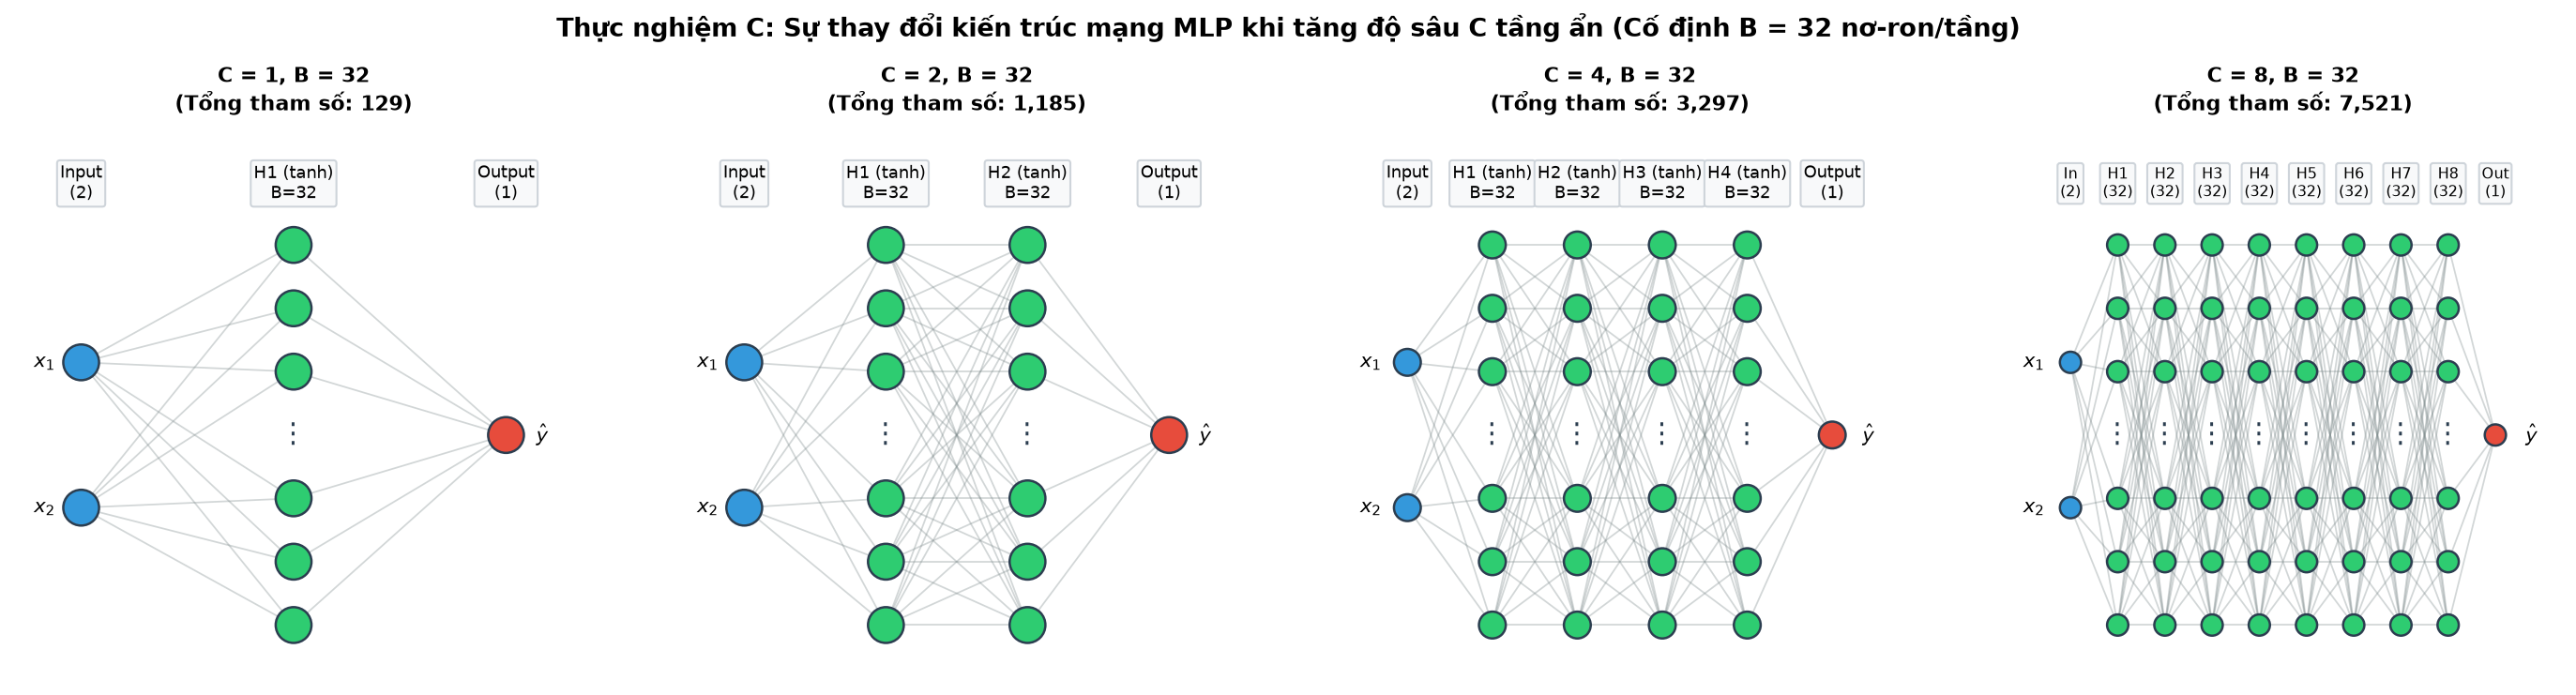 Thực nghiệm C: Sự thay đổi kiến trúc mạng MLP khi tăng độ sâu C tầng ẩn (Cố định B = 32 nơ-ron/tầng)
C = 1, B = 32
(Tổng tham số: 129)
Input
(2)
H1 (tanh)
B=32
Output
(1)
x₁
x₂
⋮
ŷ
C = 2, B = 32
(Tổng tham số: 1,185)
Input
(2)
H1 (tanh)
B=32
H2 (tanh)
B=32
Output
(1)
x₁
x₂
⋮
⋮
ŷ
C = 4, B = 32
(Tổng tham số: 3,297)
Input
(2)
H1 (tanh)
B=32
H2 (tanh)
B=32
H3 (tanh)
B=32
H4 (tanh)
B=32
Output
(1)
x₁
x₂
⋮
⋮
⋮
⋮
ŷ
C = 8, B = 32
(Tổng tham số: 7,521)
In
(2)
H1
(32)
H2
(32)
H3
(32)
H4
(32)
H5
(32)
H6
(32)
H7
(32)
H8
(32)
Out
(1)
x₁
x₂
⋮
⋮
⋮
⋮
⋮
⋮
⋮
⋮
ŷ